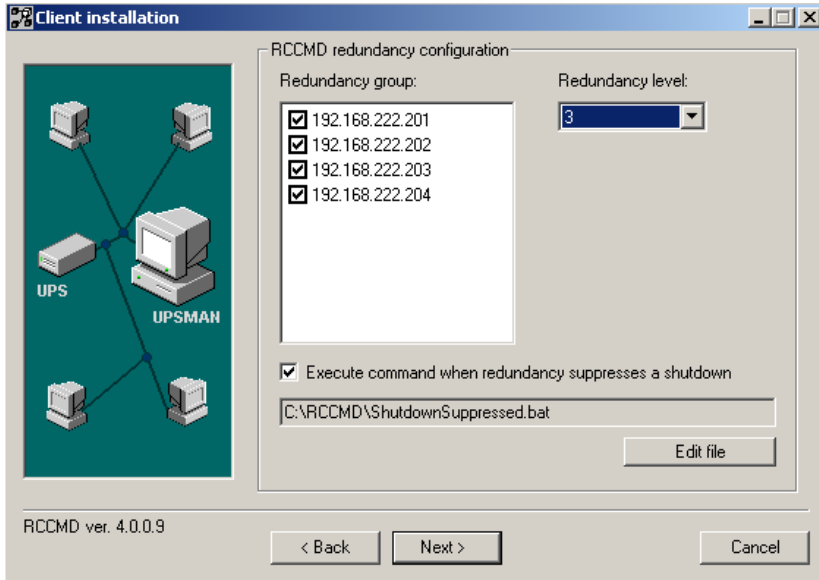 Client installation
UPS
UPSMAN
RCCMD redundancy configuration
Redundancy group:
Redundancy level:
192.168.222.201
192.168.222.202
192.168.222.203
192.168.222.204
3
Execute command when redundancy suppresses a shutdown
C:\RCCMD\ShutdownSuppressed.bat
Edit file
RCCMD ver. 4.0.0.9
< Back
Next >
Cancel